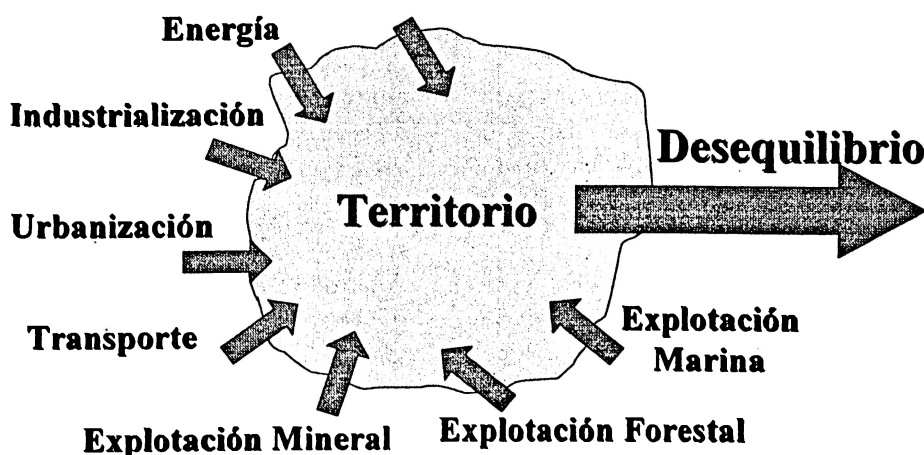 Energía
Industrialización
Desequilibrio
Territorio
Urbanización
Transporte
Explotación
Marina
Explotación Mineral
Explotación Forestal